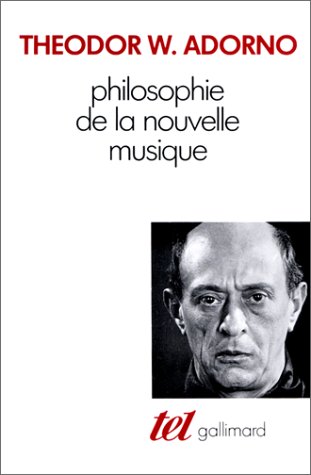 THEODOR W. ADORNO
philosophie
de la nouvelle
musique
tel gallimard